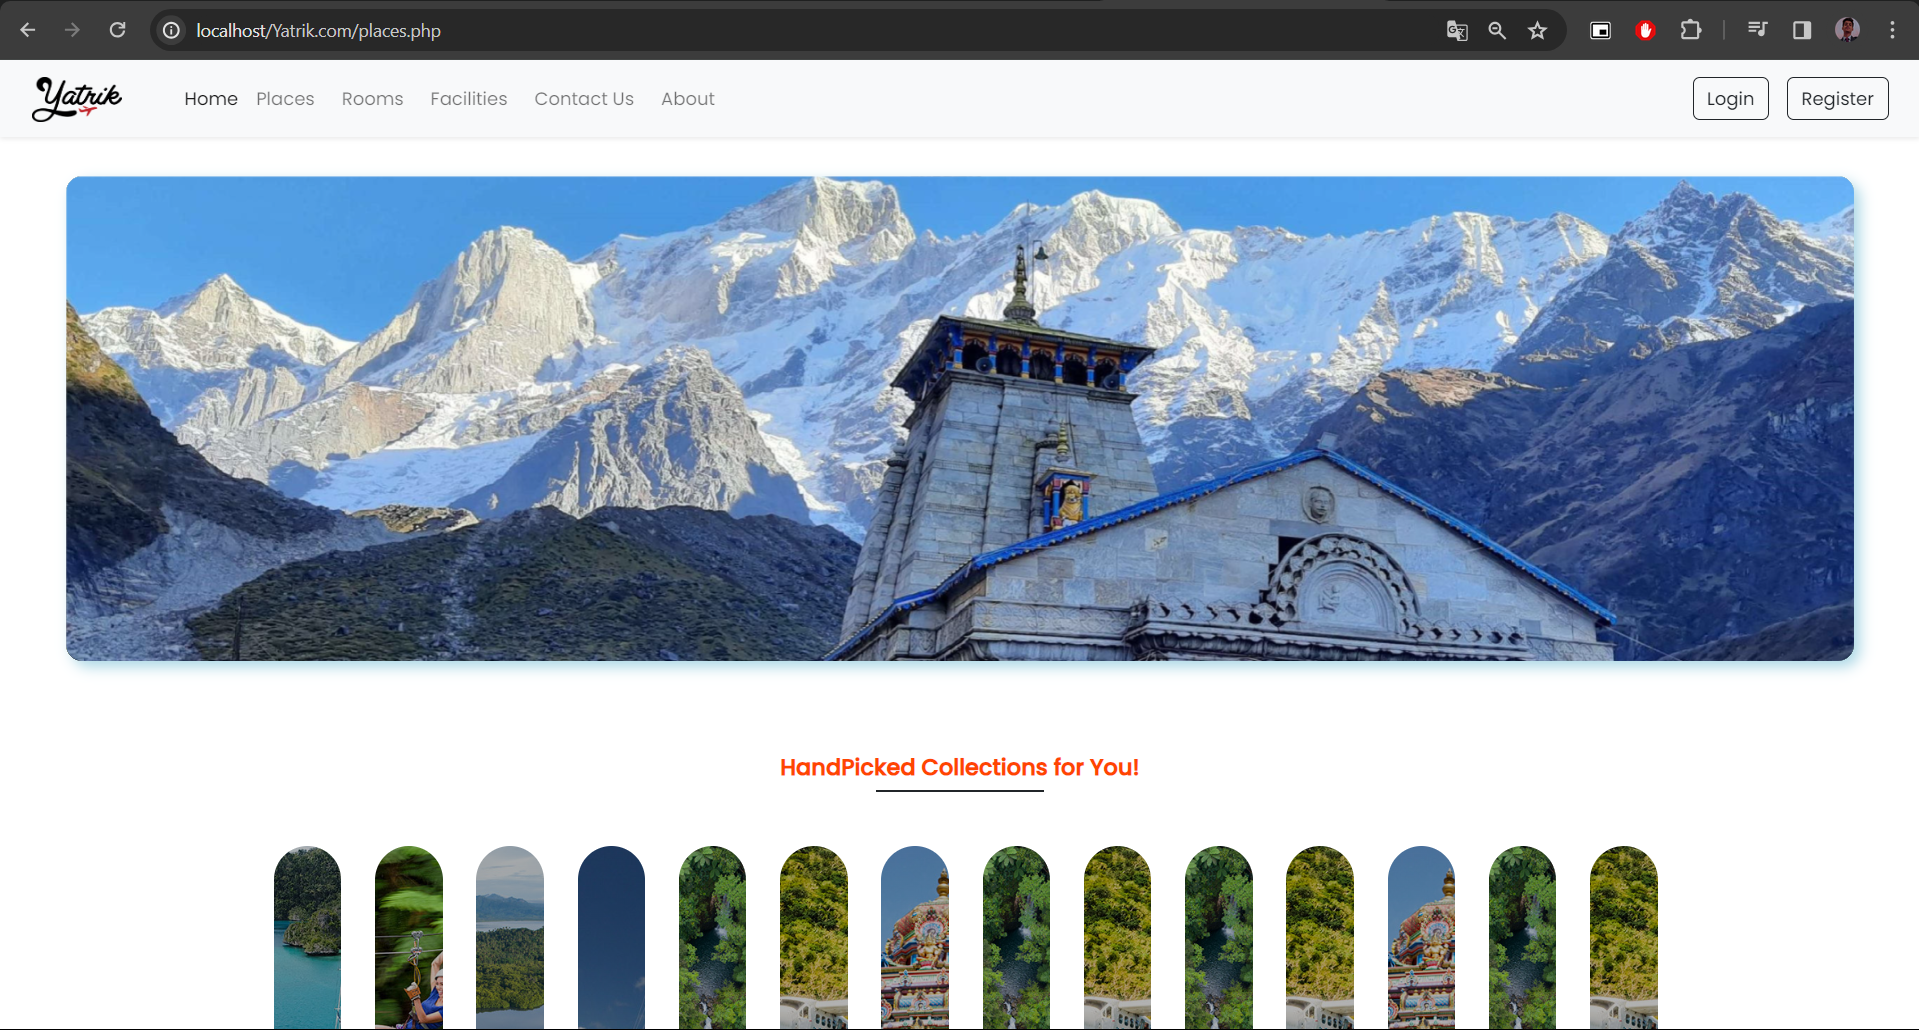 localhost/Yatrik.com/places.php
Yatrik
Home Places Rooms Facilities Contact Us About
Login Register
HandPicked Collections for You!